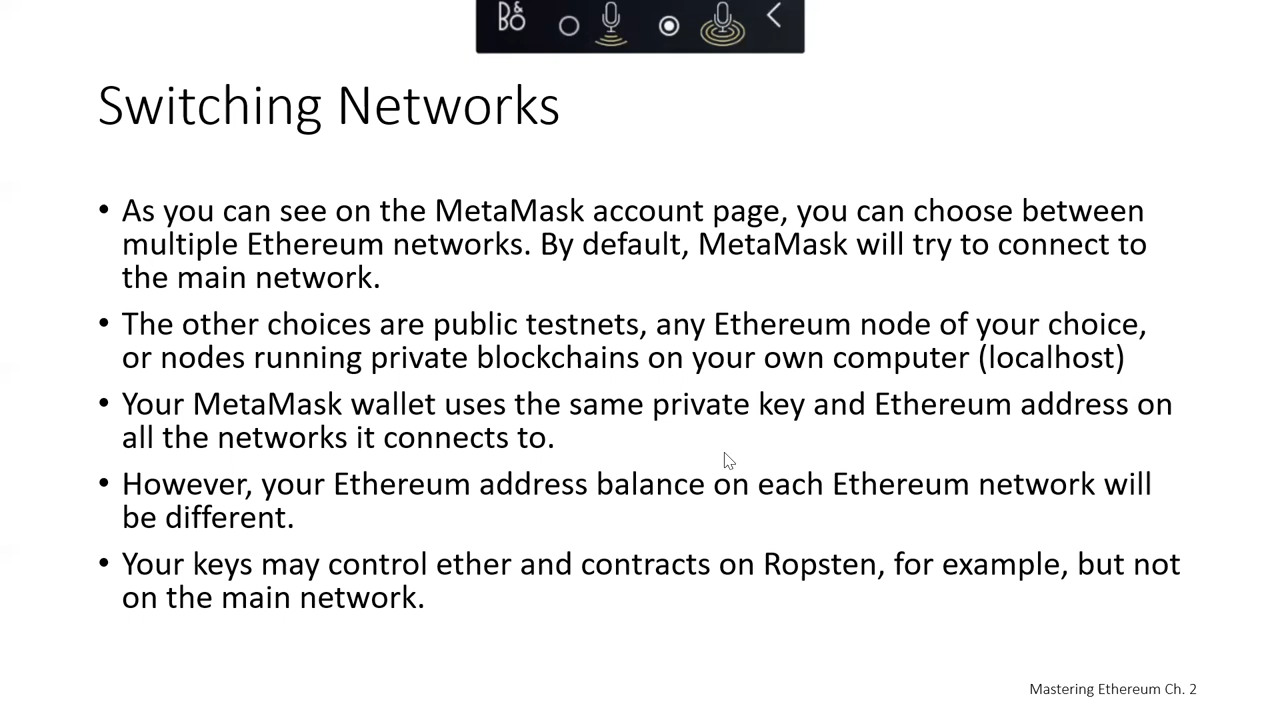 B&O
Switching Networks
• As you can see on the MetaMask account page, you can choose between
multiple Ethereum networks. By default, MetaMask will try to connect to
the main network.
• The other choices are public testnets, any Ethereum node of your choice,
or nodes running private blockchains on your own computer (localhost)
• Your MetaMask wallet uses the same private key and Ethereum address on
all the networks it connects to.
• However, your Ethereum address balance on each Ethereum network will
be different.
• Your keys may control ether and contracts on Ropsten, for example, but not
on the main network.
Mastering Ethereum Ch. 2